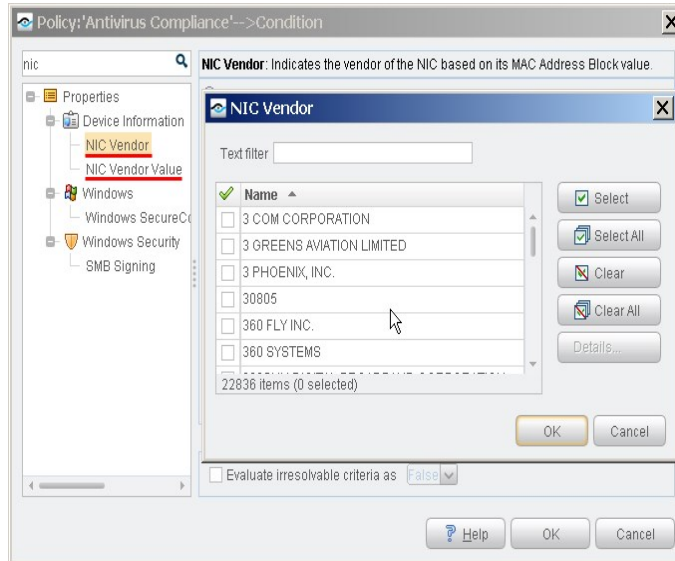 Policy:'Antivirus Compliance'-->Condition
nic
NIC Vendor: Indicates the vendor of the NIC based on its MAC Address Block value.
Properties
Device Information
NIC Vendor
NIC Vendor Value
Windows
Windows SecureCo
Windows Security
SMB Signing
NIC Vendor
Text filter
Name
3 COM CORPORATION
3 GREENS AVIATION LIMITED
3 PHOENIX, INC.
30805
360 FLY INC.
360 SYSTEMS
22836 items (0 selected)
Select
Select All
Clear
Clear All
Details...
OK
Cancel
Evaluate irresolvable criteria as False
Help
OK
Cancel